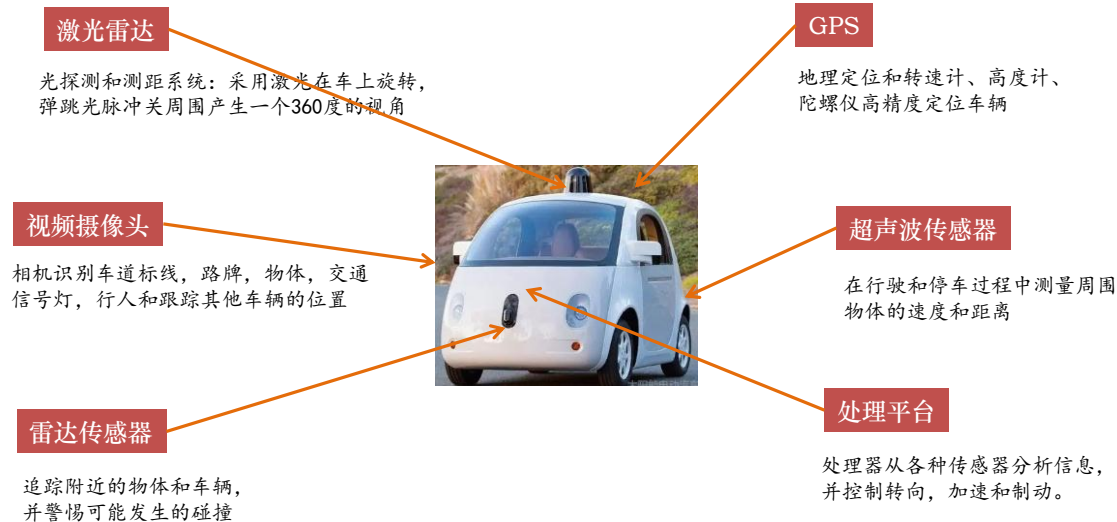 激光雷达
光探测和测距系统：采用激光在车上旋转，
弹跳光脉冲关周围产生一个360度的视角
GPS
地理定位和转速计、高度计、
陀螺仪高精度定位车辆
视频摄像头
相机识别车道标线，路牌，物体，交通
信号灯，行人和跟踪其他车辆的位置
超声波传感器
在行驶和停车过程中测量周围
物体的速度和距离
雷达传感器
追踪附近的物体和车辆，
并警惕可能发生的碰撞
处理平台
处理器从各种传感器分析信息，
并控制转向，加速和制动。